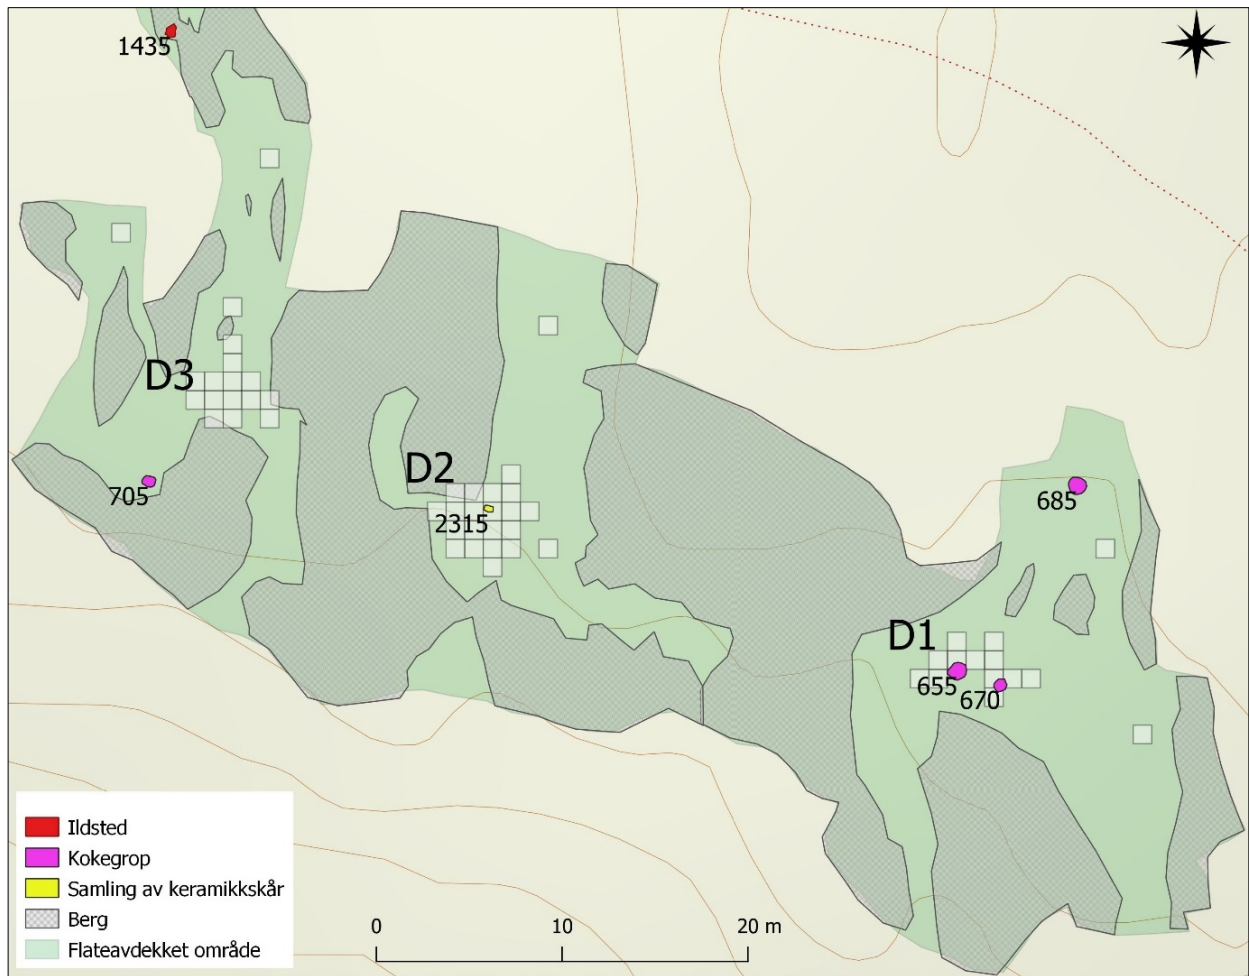 1435
D3
D2
705
2315
685
D1
655
670
Ildsted
Kokegrop
Samling av keramikkskår
Berg
Flateavdekket område
0 10 20 m